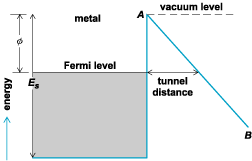 A
vacuum level
metal
ϕ
Fermi level
Es
tunnel
distance
energy
B